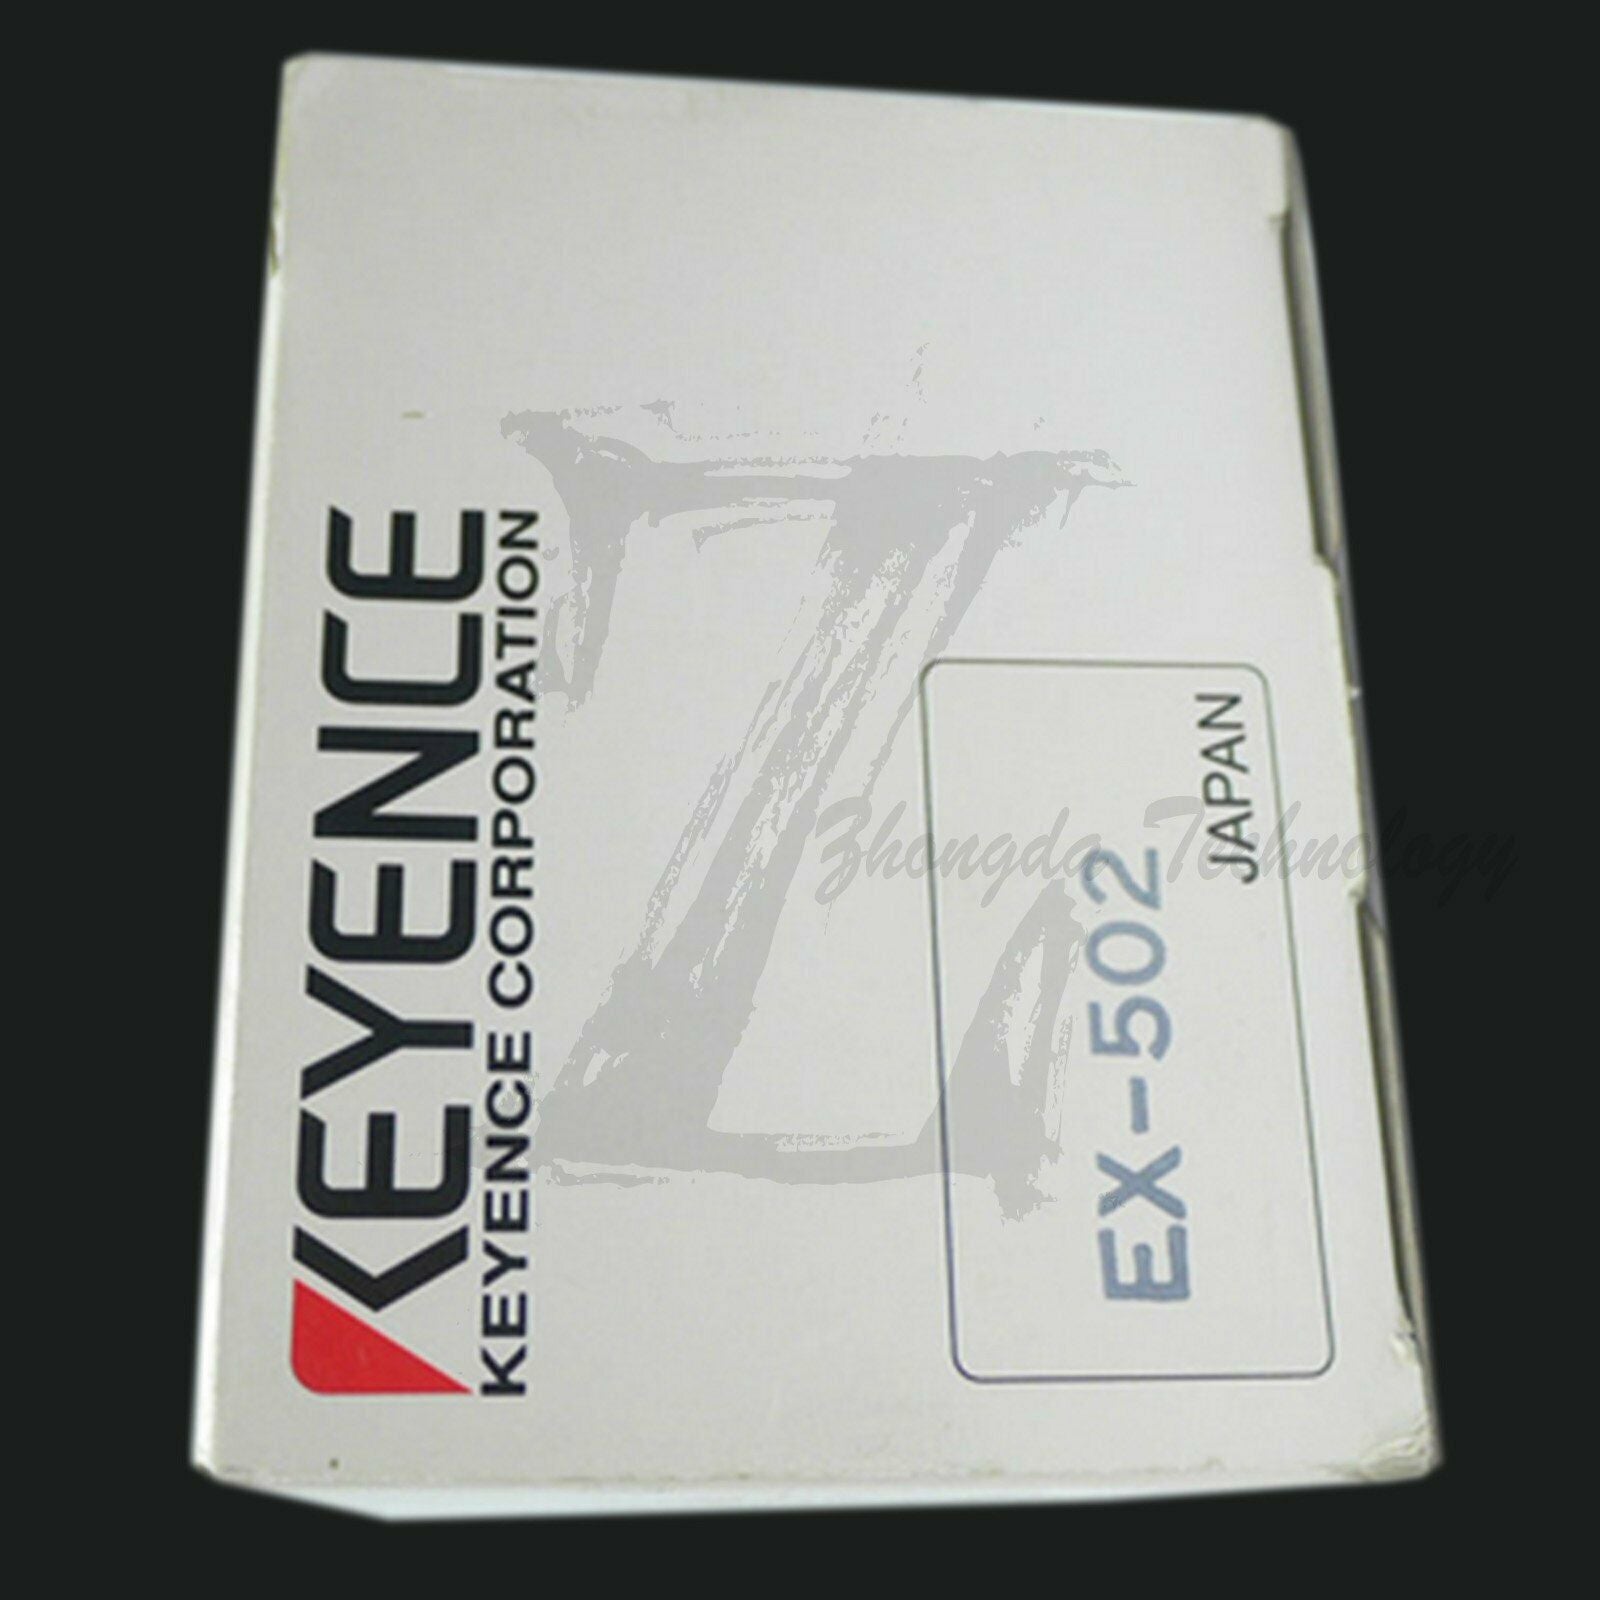 KEYENCE
KEYENCE CORPORATION
EX-502
JAPAN
Z
Zhongda Technology